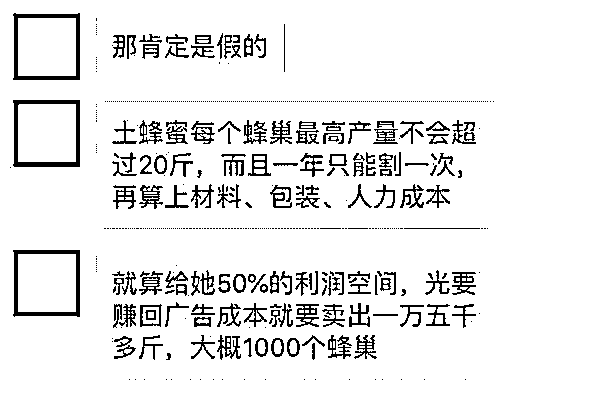 那肯定是假的
土蜂蜜每个蜂巢最高产量不会超
过20斤，而且一年只能割一次，
再算上材料、包装、人力成本
就算给她50%的利润空间，光要
赚回广告成本就要卖出一万五千
多斤，大概1000个蜂巢